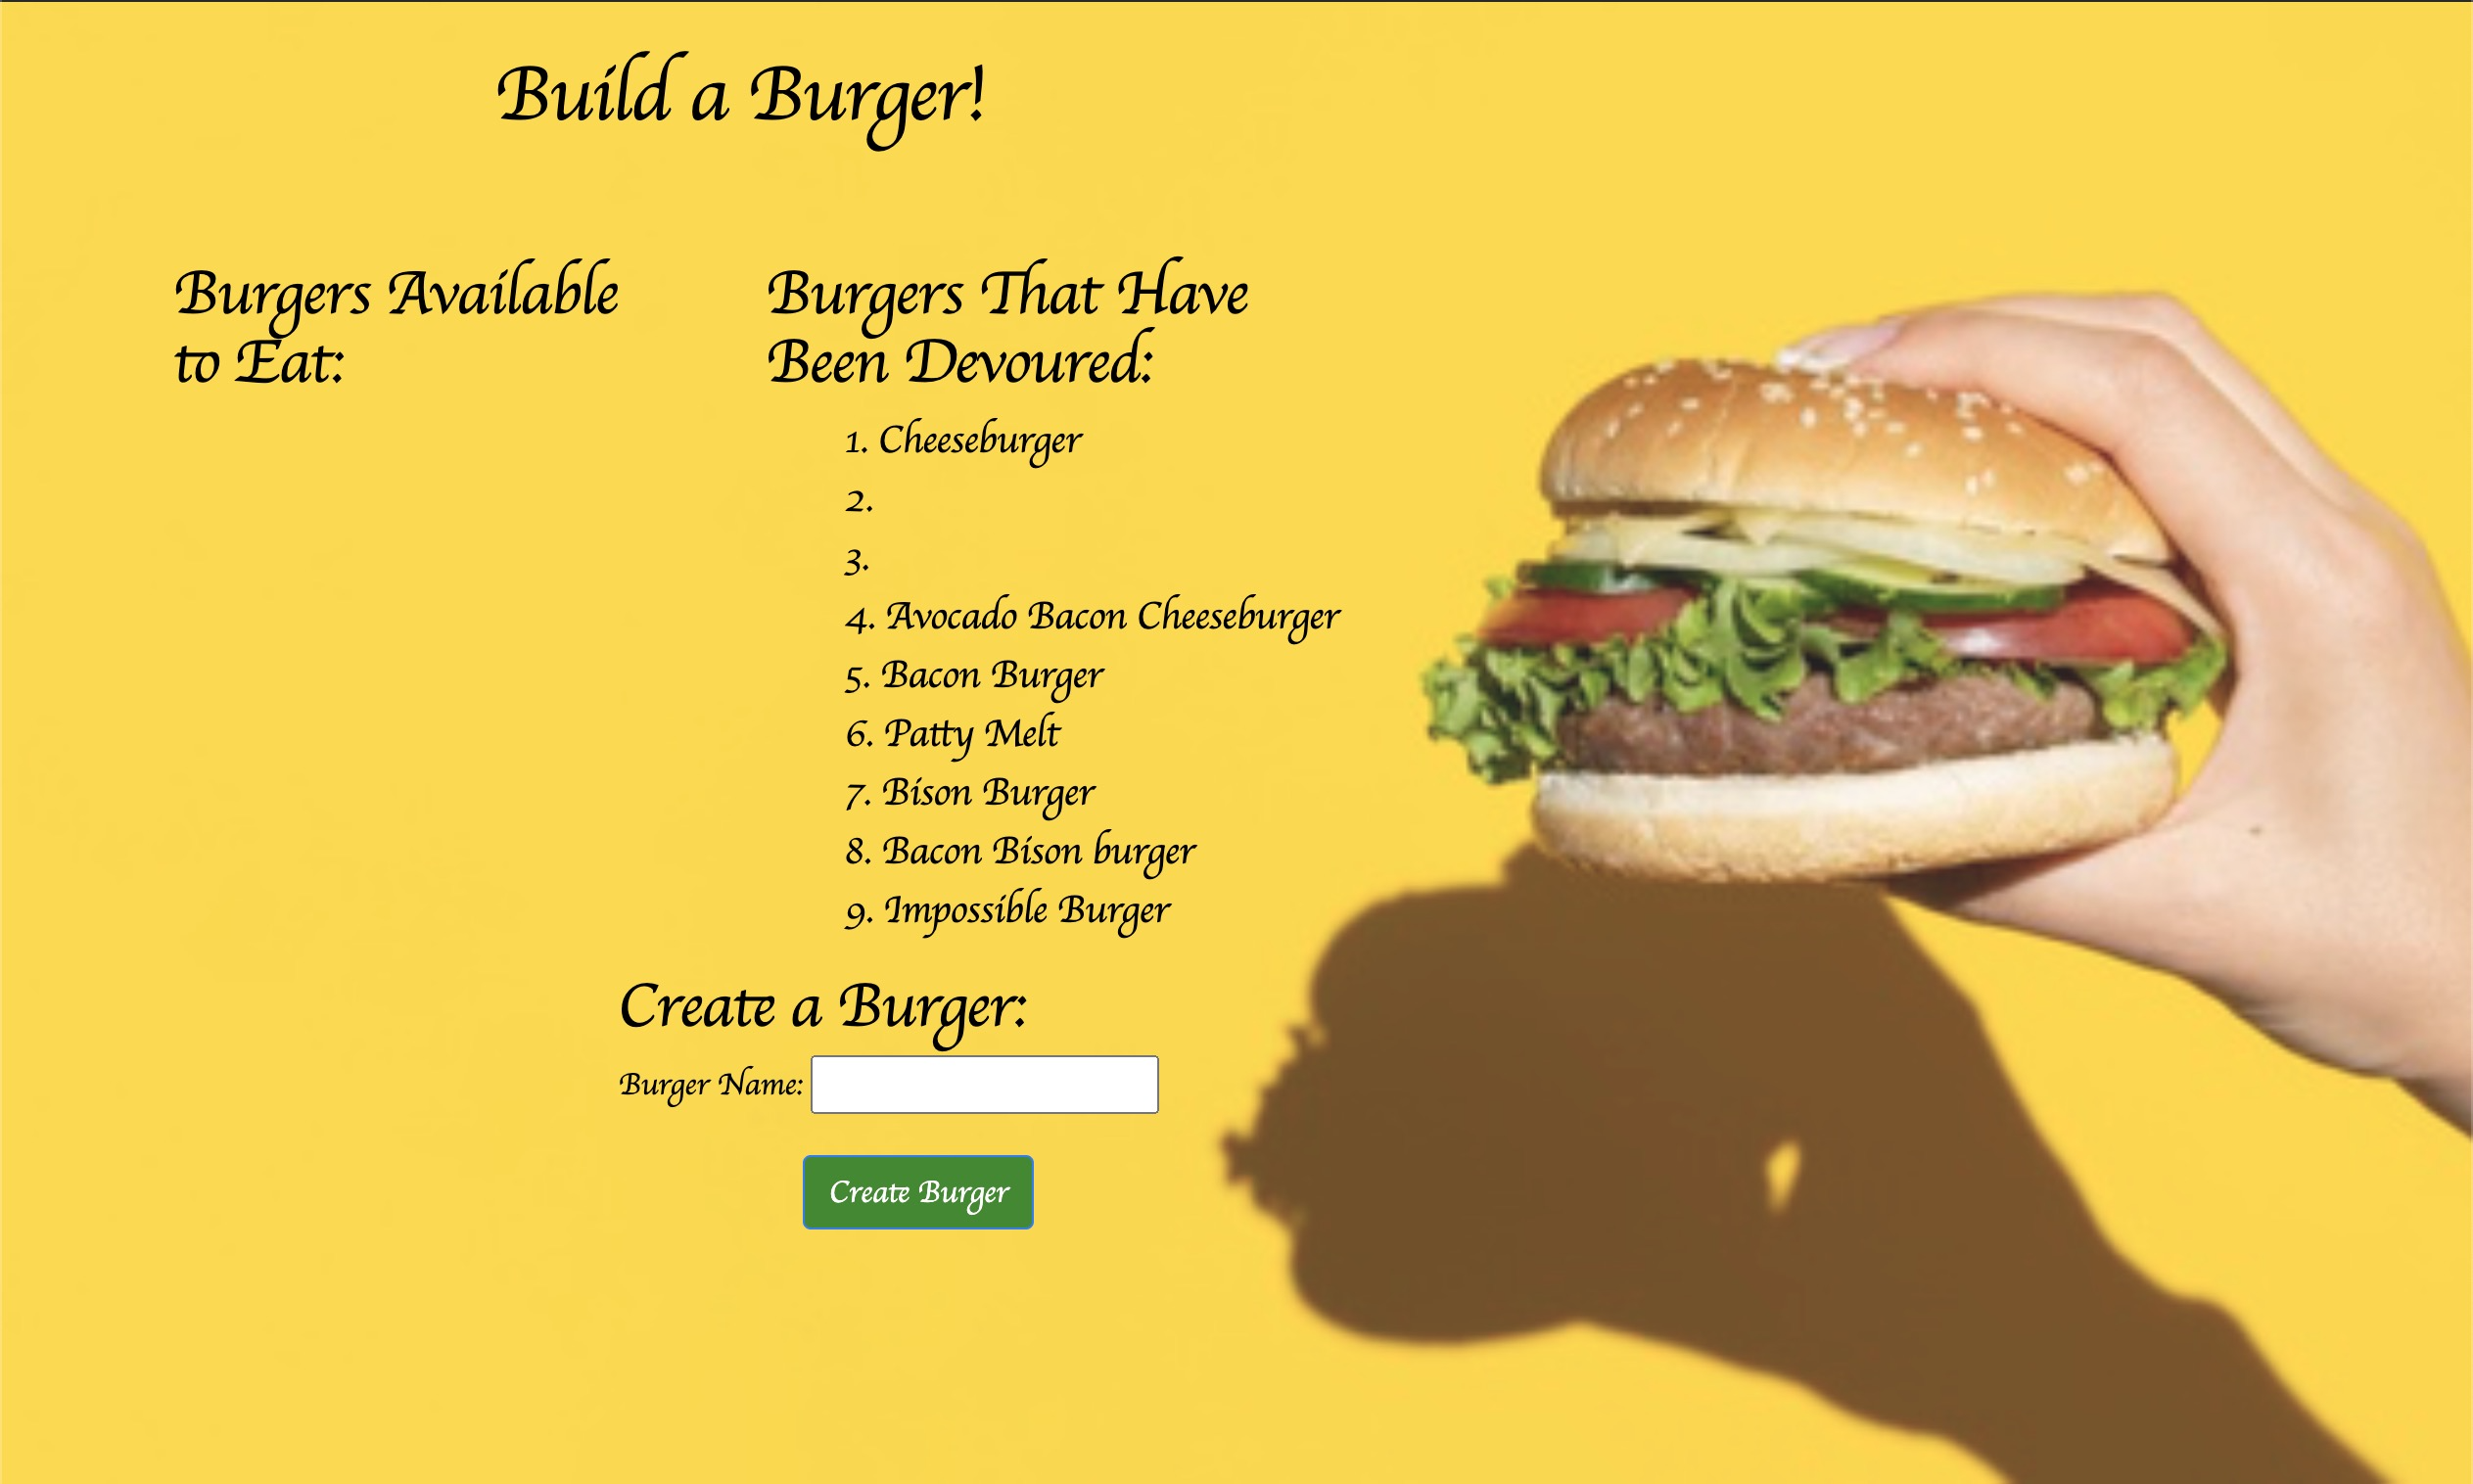 Build a Burger!
Burgers Available
to Eat:
Burgers That Have
Been Devoured:
1. Cheeseburger
2.
3.
4. Avocado Bacon Cheeseburger
5. Bacon Burger
6. Patty Melt
7. Bison Burger
8. Bacon Bison burger
9. Impossible Burger
Create a Burger:
Burger Name:
Create Burger